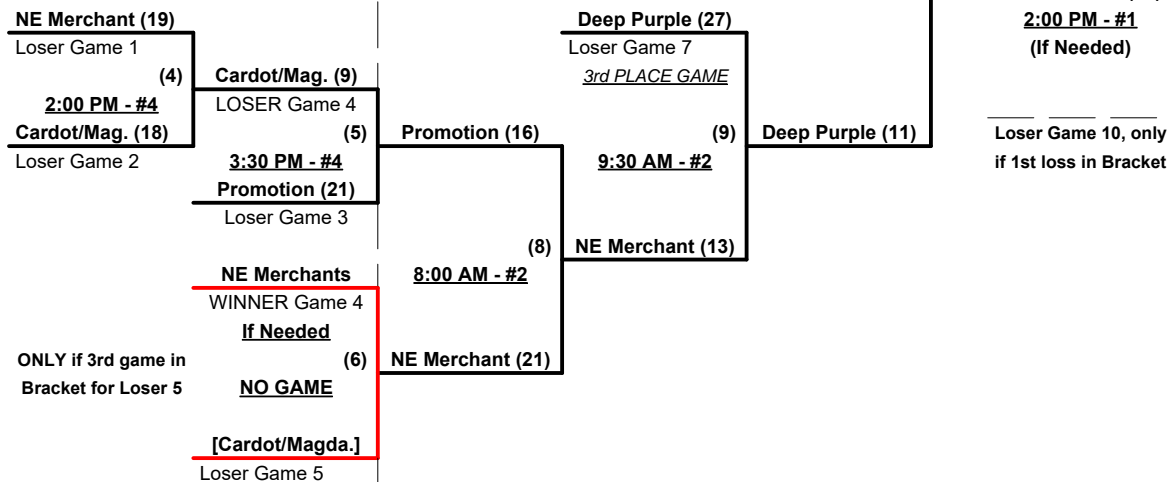 NE Merchant (19)
Loser Game 1
(4)
2:00 PM - #4
Cardot/Mag. (18)
Loser Game 2
Cardot/Mag. (9)
LOSER Game 4
(5)
3:30 PM - #4
Promotion (21)
Loser Game 3
NE Merchants
WINNER Game 4
If Needed
ONLY if 3rd game in
Bracket for Loser 5
(6)
NO GAME
[Cardot/Magda.]
Loser Game 5
Promotion (16)
(8)
8:00 AM - #2
NE Merchant (21)
Deep Purple (27)
Loser Game 7
3rd PLACE GAME
(9)
9:30 AM - #2
NE Merchant (13)
Deep Purple (11)
2:00 PM - #1
(If Needed)
Loser Game 10, only
if 1st loss in Bracket